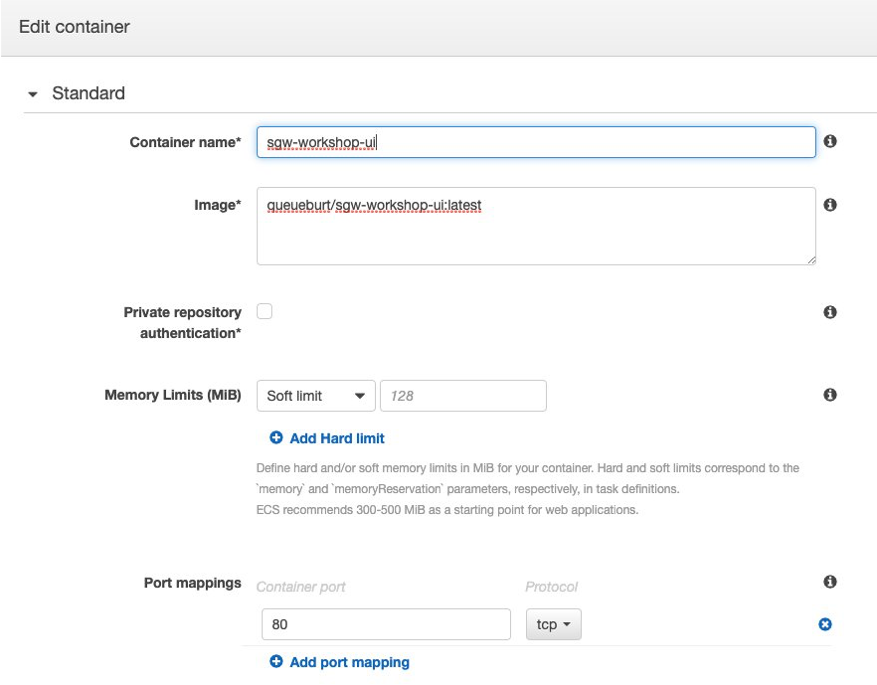 Edit container
Standard
Container name*
sgw-workshop-ui
Image*
queueburt/sgw-workshop-ui:latest
Private repository
authentication*
Memory Limits (MiB)
Soft limit
128
Add Hard limit
Define hard and/or soft memory limits in MiB for your container. Hard and soft limits correspond to the
`memory` and `memoryReservation` parameters, respectively, in task definitions.
ECS recommends 300-500 MiB as a starting point for web applications.
Port mappings
Container port
Protocol
80
tcp
Add port mapping